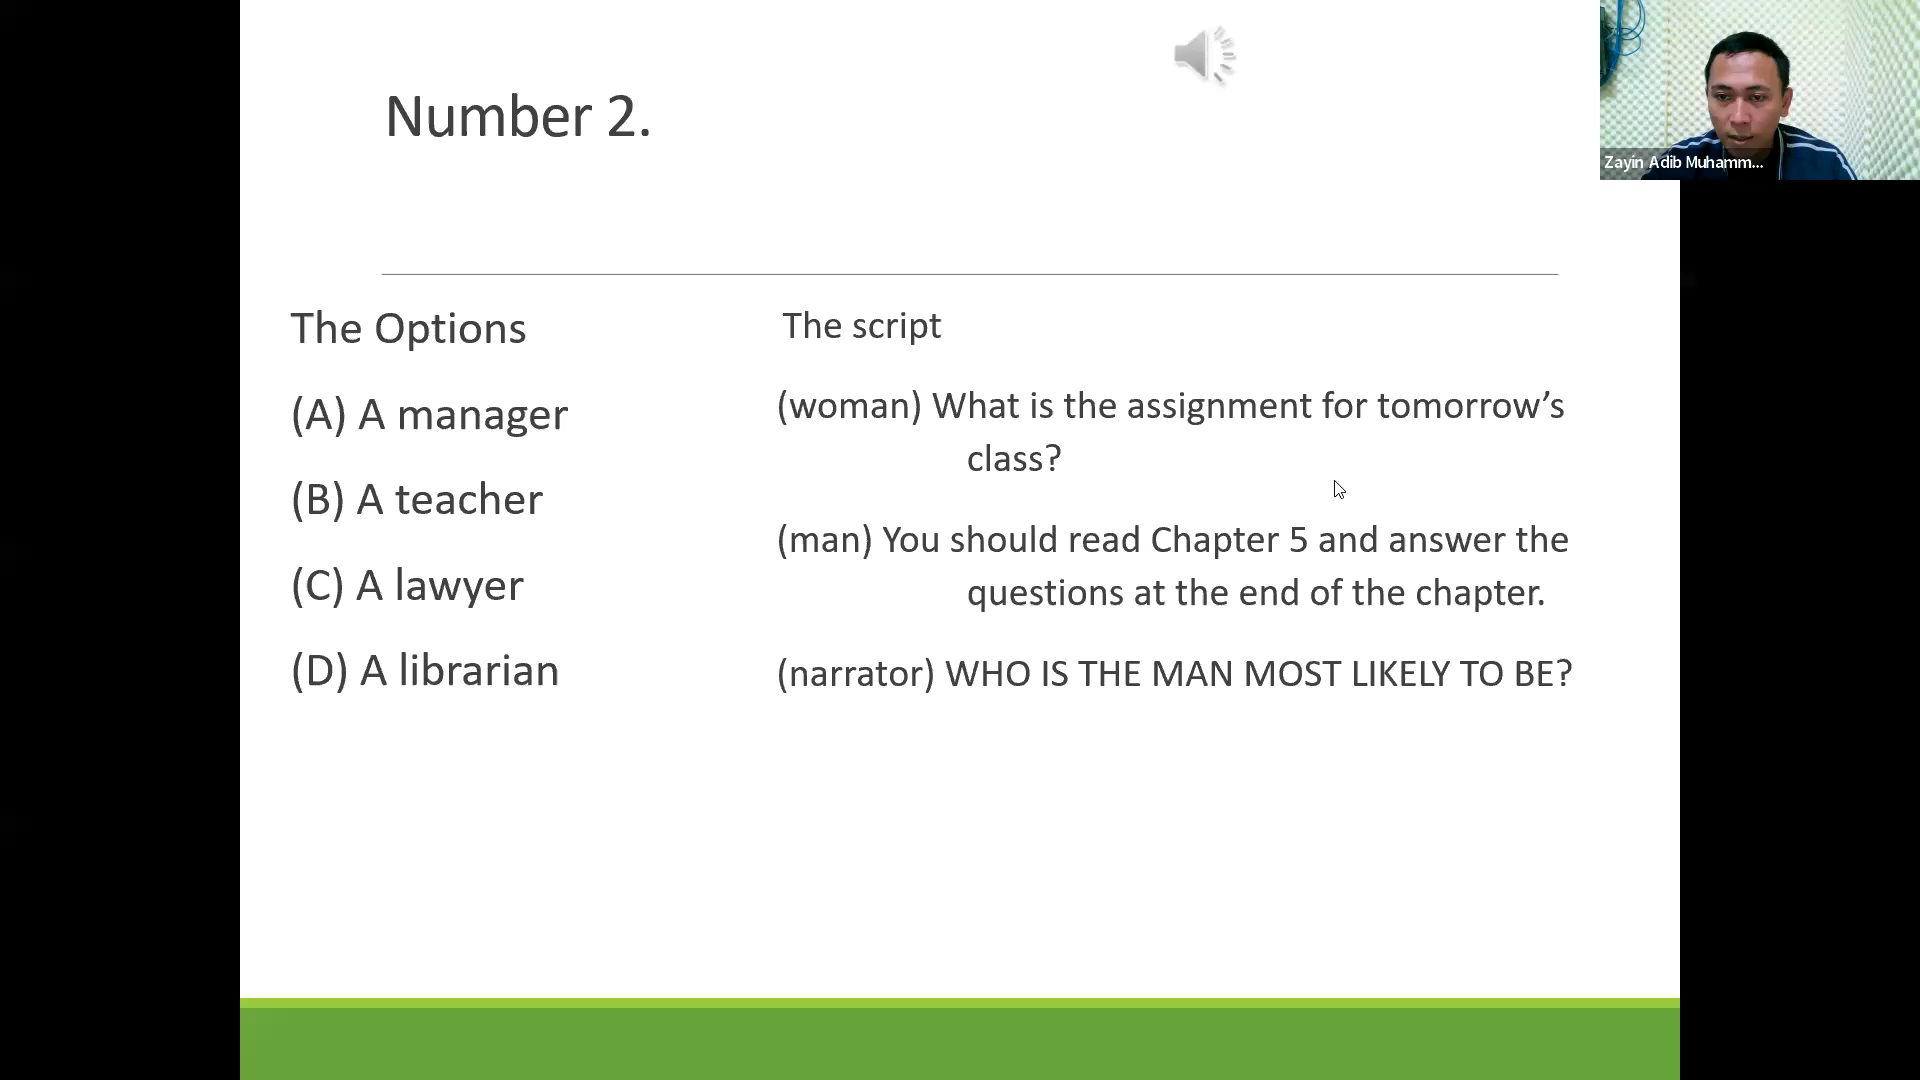 Number 2.
Zayin Adib Muhamm...
The Options
(A) A manager
(B) A teacher
(C) A lawyer
(D) A librarian
The script
(woman) What is the assignment for tomorrow’s
class?
(man) You should read Chapter 5 and answer the
questions at the end of the chapter.
(narrator) WHO IS THE MAN MOST LIKELY TO BE?